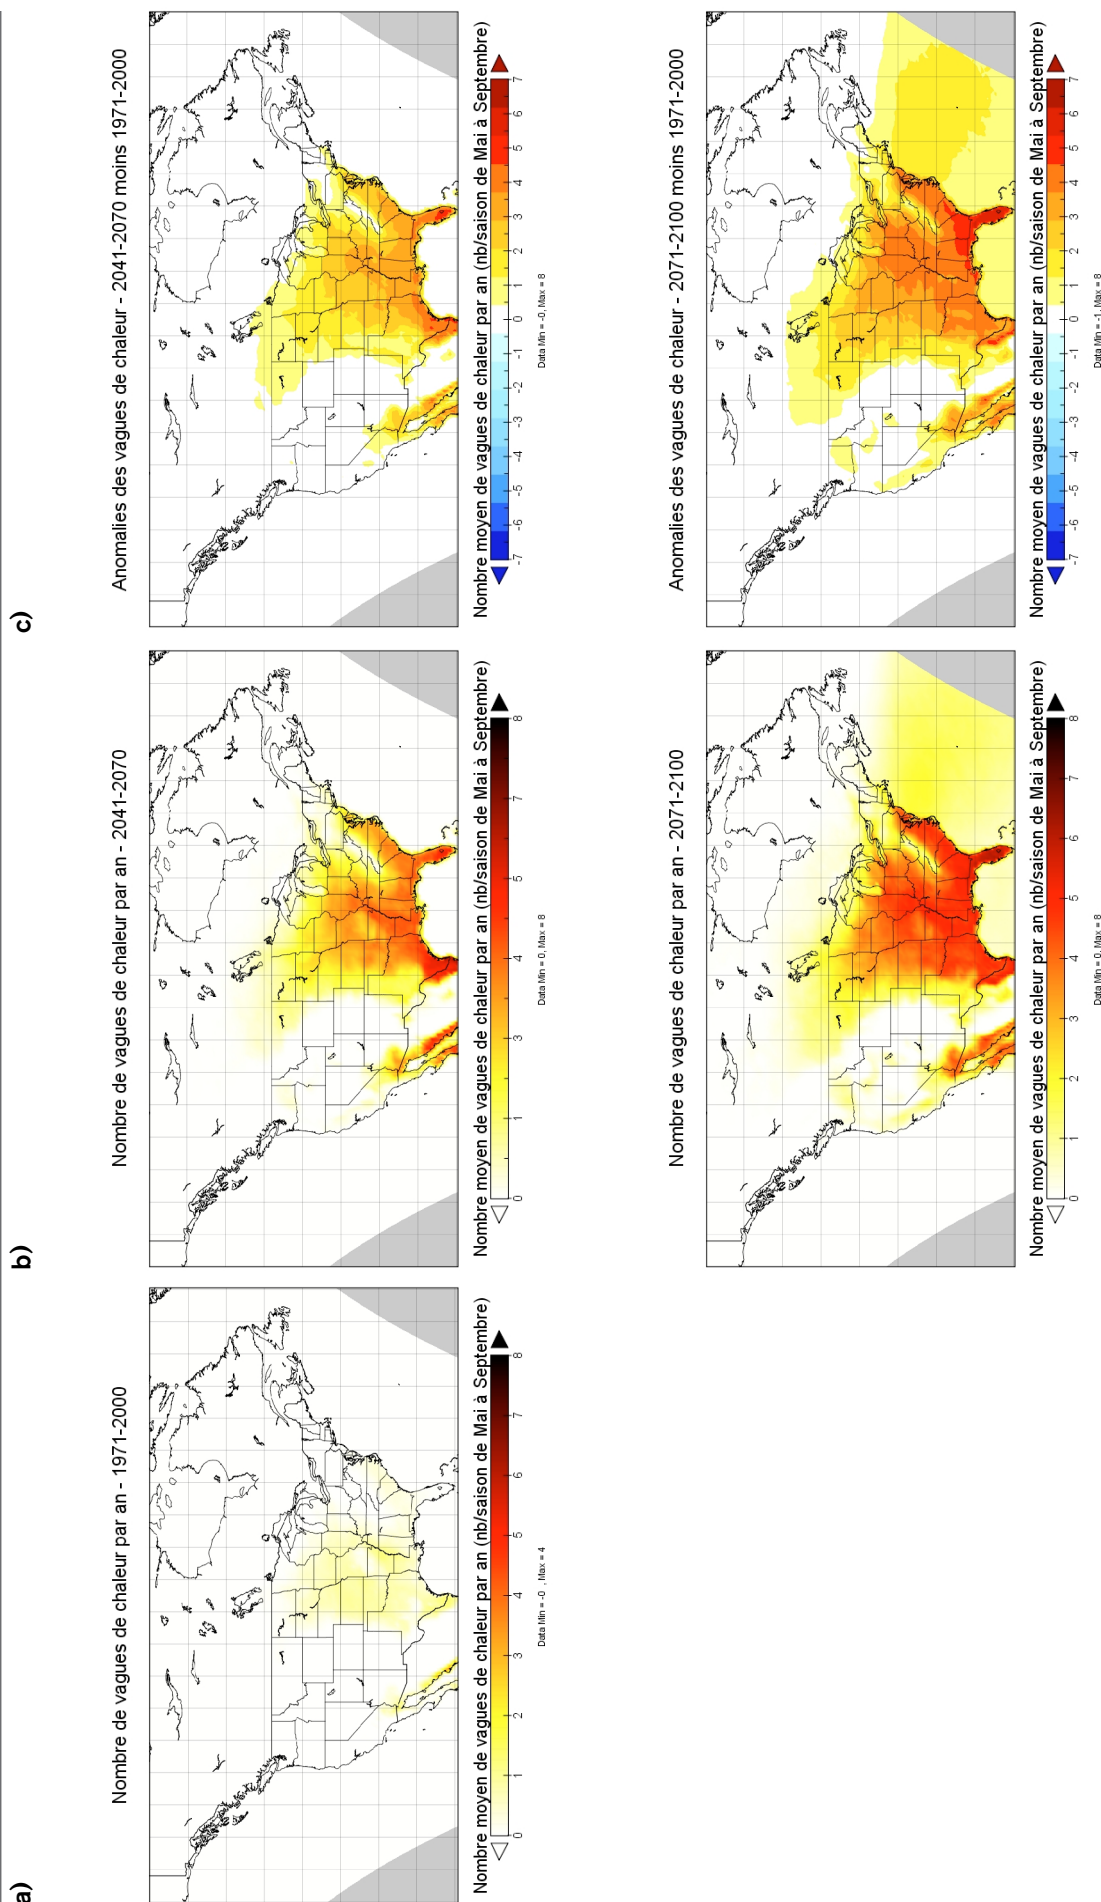 a)
Nombre de vagues de chaleur par an - 1971-2000
0 1 2 3 4 5 6 7 8
Nombre moyen de vagues de chaleur par an (nb/saison de Mai à Septembre)
Data Min = -0 , Max = 4
b)
Nombre de vagues de chaleur par an - 2041-2070
0 1 3 4 5 7 8
Nombre moyen de vagues de chaleur par an (nb/saison de Mai à Septembre)
Data Min = 0, Max = 8
Nombre de vagues de chaleur par an - 2071-2100
0 1 2 3 4 5 6 7 8
Nombre moyen de vagues de chaleur par an (nb/saison de Mai à Septembre)
Data Min = 0, Max = 8
c)
Anomalies des vagues de chaleur - 2041-2070 moins 1971-2000
Nombre moyen de vagues de chaleur par an (nb/saison de Mai à Septembre)
-7 -6 -5 -4 -3 -2 -1 0 1 2 3 4 5 6 7
Data Min = -0, Max = 8
Anomalies des vagues de chaleur - 2071-2100 moins 1971-2000
Nombre moyen de vagues de chaleur par an (nb/saison de Mai à Septembre)
-7 -6 -5 -4 -3 -2 -1 0 1 2 3 4 5 6 7
Data Min = -1, Max = 8